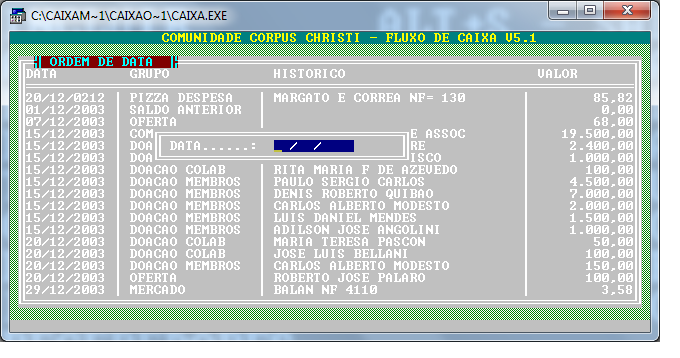 C:\CAIXAM~1\CAIXAO~1\CAIXA.EXE
COMUNIDADE CORPUS CHRISTI - FLUXO DE CAIXA V5.1
ORDEM DE DATA
DATA GRUPO HISTORICO VALOR
20/12/0212 PIZZA DESPESA MARGATO E CORREA NF= 130 85,82
01/12/2003 SALDO ANTERIOR 0,00
07/12/2003 OFERTA 68,00
15/12/2003 COM E ASSOC 19.500,00
15/12/2003 DOA RE 2.400,00
DATA......: / /
15/12/2003 DOA ISCO 1.000,00
15/12/2003 DOACAO COLAB RITA MARIA F DE AZEVEDO 100,00
15/12/2003 DOACAO MEMBROS PAULO SERGIO CARLOS 4.500,00
15/12/2003 DOACAO MEMBROS DENIS ROBERTO QUIBAO 7.000,00
15/12/2003 DOACAO MEMBROS CARLOS ALBERTO MODESTO 2.000,00
15/12/2003 DOACAO MEMBROS LUIS DANIEL MENDES 1.500,00
15/12/2003 DOACAO MEMBROS ADILSON JOSE ANGOLINI 1.000,00
20/12/2003 DOACAO COLAB MARIA TERESA PASCON 50,00
20/12/2003 DOACAO COLAB JOSE LUIS BELLANI 100,00
20/12/2003 DOACAO MEMBROS CARLOS ALBERTO MODESTO 150,00
20/12/2003 OFERTA ROBERTO JOSE PALARO 100,00
29/12/2003 MERCADO BALAN NF 4110 3,58